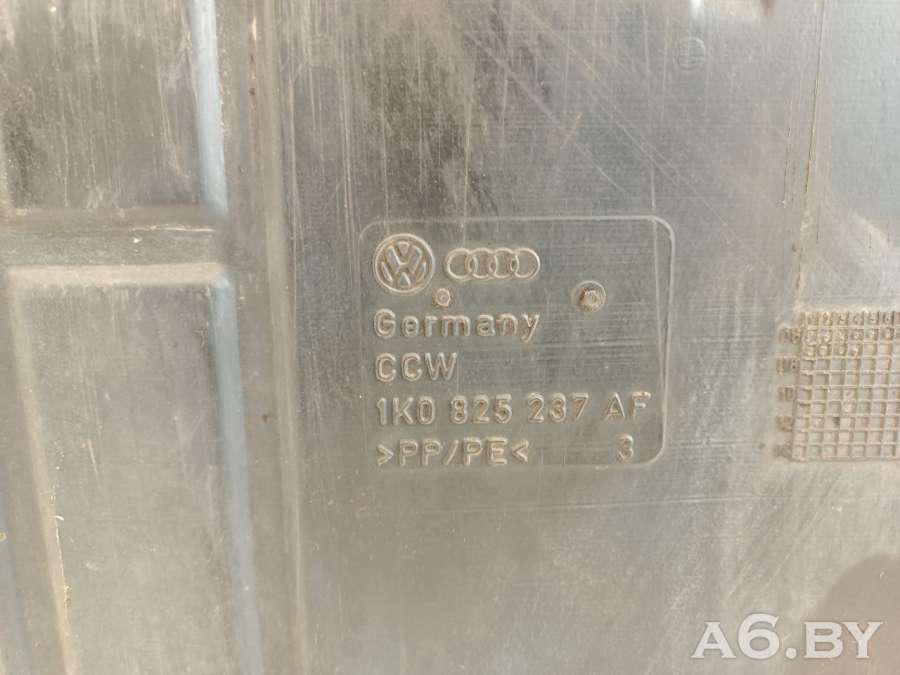 Germany
CCW
1K0 825 237 AF
>PP/PE< 3
A6.BY